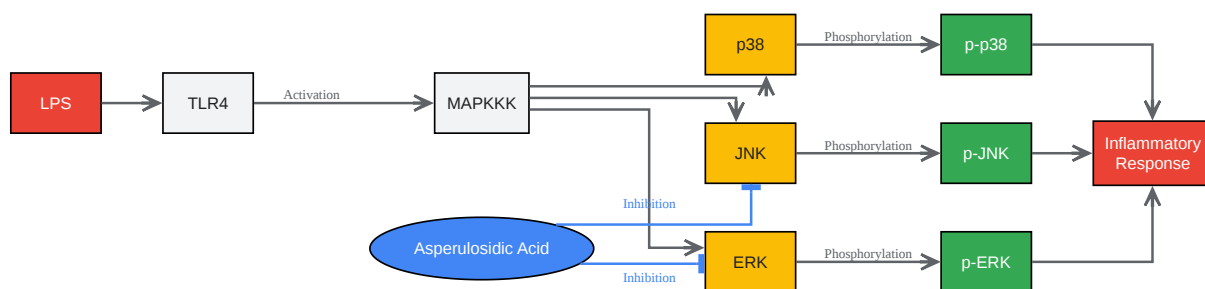 p38
Phosphorylation
p-p38
LPS
TLR4
Activation
MAPKKK
JNK
Phosphorylation
p-JNK
Inflammatory
Response
Inhibition
Asperulosidic Acid
Inhibition
ERK
Phosphorylation
p-ERK